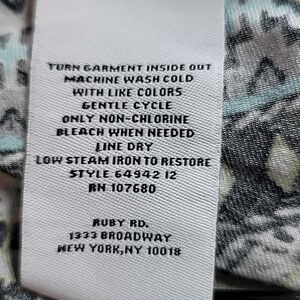 TURN GARMENT INSIDE OUT
MACHINE WASH COLD
WITH LIKE COLORS
GENTLE CYCLE
ONLY NON-CHLORINE
BLEACH WHEN NEEDED
LINE DRY
LOW STEAM IRON TO RESTORE
STYLE 64942 12
RN 107680
RUBY RD.
1333 BROADWAY
NEW YORK,NY 10018